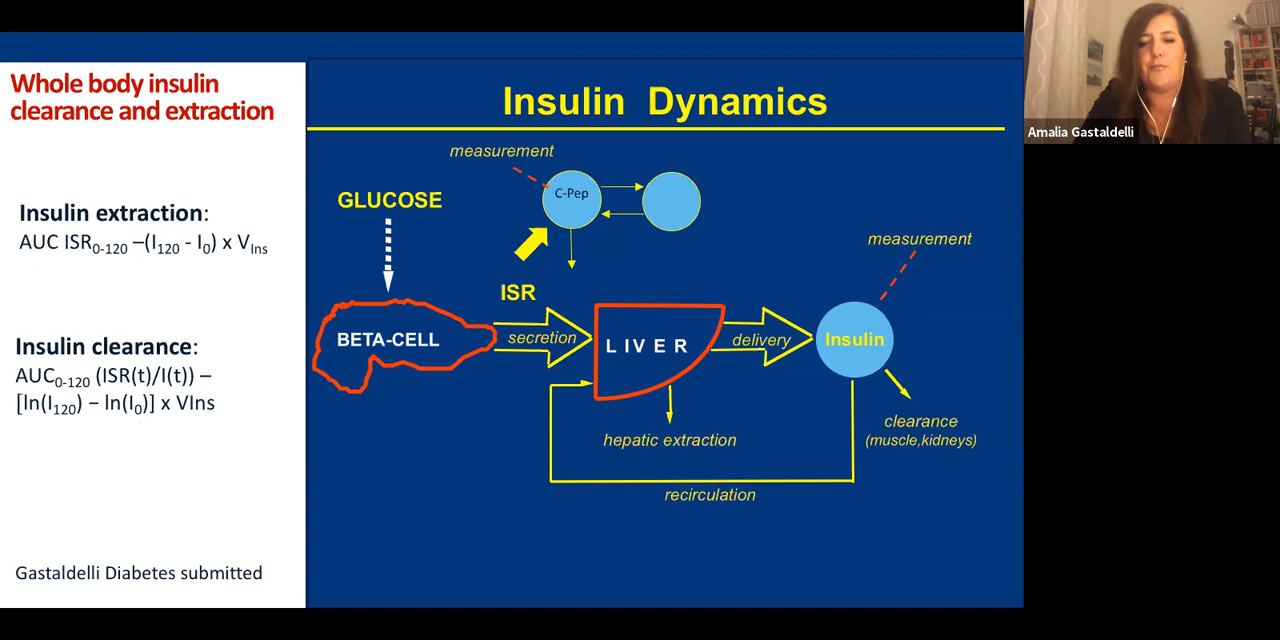 Whole body insulin
clearance and extraction
Insulin extraction:
AUC ISR0-120 –(I120 - I0) x VIns
Insulin clearance:
AUC0-120 (ISR(t)/I(t)) –
[ln(I120) – ln(I0)] x VIns
Gastaldelli Diabetes submitted
Insulin Dynamics
measurement
C-Pep
GLUCOSE
measurement
ISR
BETA-CELL
secretion
LIVER
delivery
Insulin
hepatic extraction
clearance
(muscle,kidneys)
recirculation
Amalia Gastaldelli